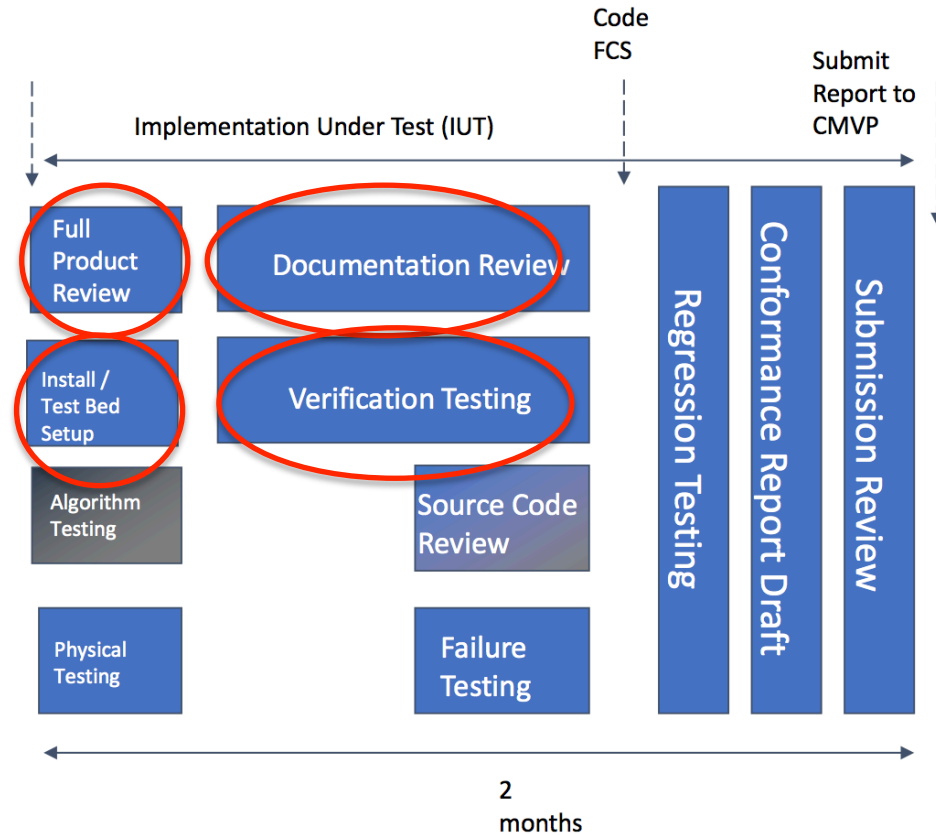 Code
FCS
Submit
Report to
CMVP
Implementation Under Test (IUT)
Full
Product
Review
Documentation Review
Install /
Test Bed
Setup
Verification Testing
Algorithm
Testing
Source Code
Review
Physical
Testing
Failure
Testing
Regression Testing
Conformance Report Draft
Submission Review
2
months